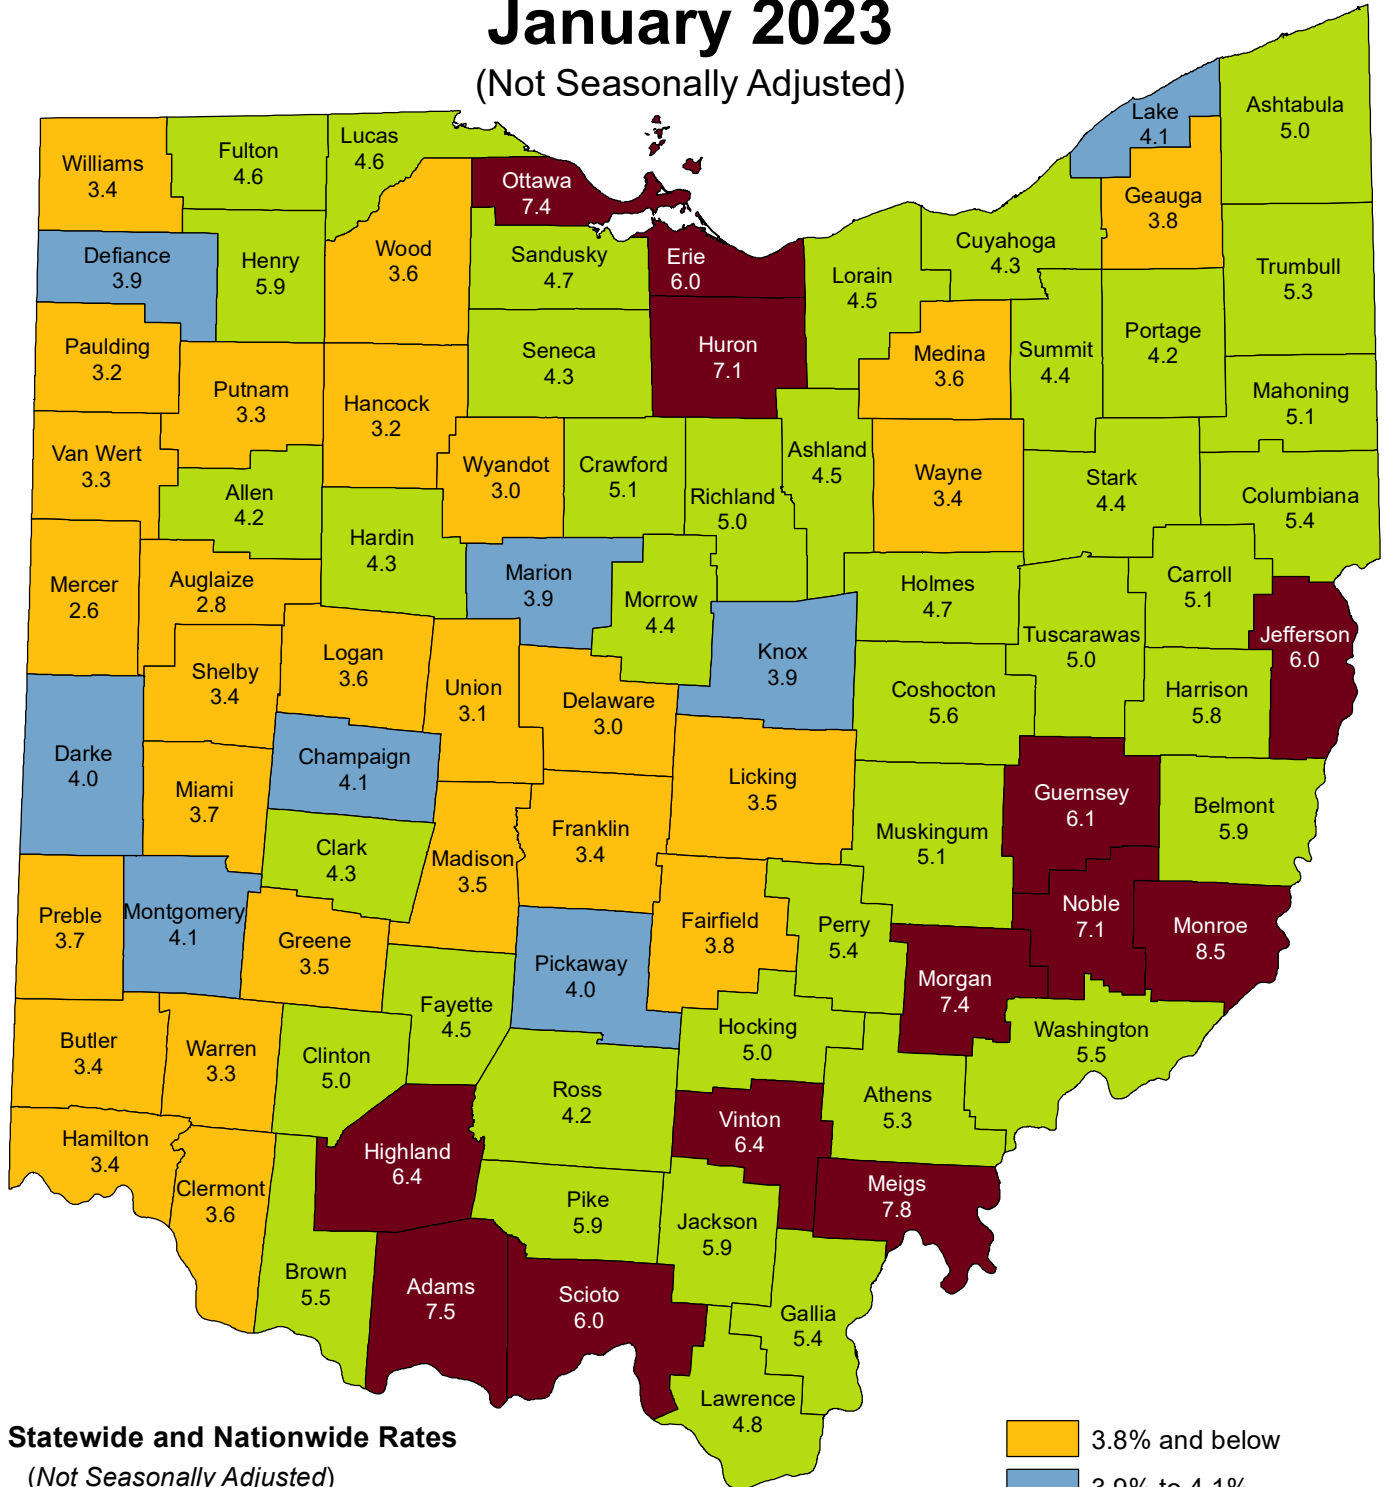 January 2023
(Not Seasonally Adjusted)
Williams
3.4
Fulton
4.6
Lucas
4.6
Ottawa
7.4
Lake
4.1
Ashtabula
5.0
Geauga
3.8
Defiance
3.9
Henry
5.9
Wood
3.6
Sandusky
4.7
Erie
6.0
Lorain
4.5
Cuyahoga
4.3
Trumbull
5.3
Paulding
3.2
Putnam
3.3
Hancock
3.2
Seneca
4.3
Huron
7.1
Medina
3.6
Summit
4.4
Portage
4.2
Mahoning
5.1
Van Wert
3.3
Allen
4.2
Wyandot
3.0
Crawford
5.1
Richland
5.0
Ashland
4.5
Wayne
3.4
Stark
4.4
Columbiana
5.4
Mercer
2.6
Auglaize
2.8
Hardin
4.3
Marion
3.9
Morrow
4.4
Knox
3.9
Holmes
4.7
Tuscarawas
5.0
Carroll
5.1
Jefferson
6.0
Shelby
3.4
Logan
3.6
Union
3.1
Delaware
3.0
Coshocton
5.6
Harrison
5.8
Darke
4.0
Miami
3.7
Champaign
4.1
Licking
3.5
Guernsey
6.1
Belmont
5.9
Clark
4.3
Madison
3.5
Franklin
3.4
Muskingum
5.1
Preble
3.7
Montgomery
4.1
Greene
3.5
Pickaway
4.0
Fairfield
3.8
Perry
5.4
Noble
7.1
Monroe
8.5
Morgan
7.4
Fayette
4.5
Hocking
5.0
Washington
5.5
Butler
3.4
Warren
3.3
Clinton
5.0
Ross
4.2
Athens
5.3
Vinton
6.4
Hamilton
3.4
Clermont
3.6
Highland
6.4
Pike
5.9
Jackson
5.9
Meigs
7.8
Brown
5.5
Adams
7.5
Scioto
6.0
Gallia
5.4
Lawrence
4.8
Statewide and Nationwide Rates
(Not Seasonally Adjusted)
3.8% and below
3.9% to 4.1%